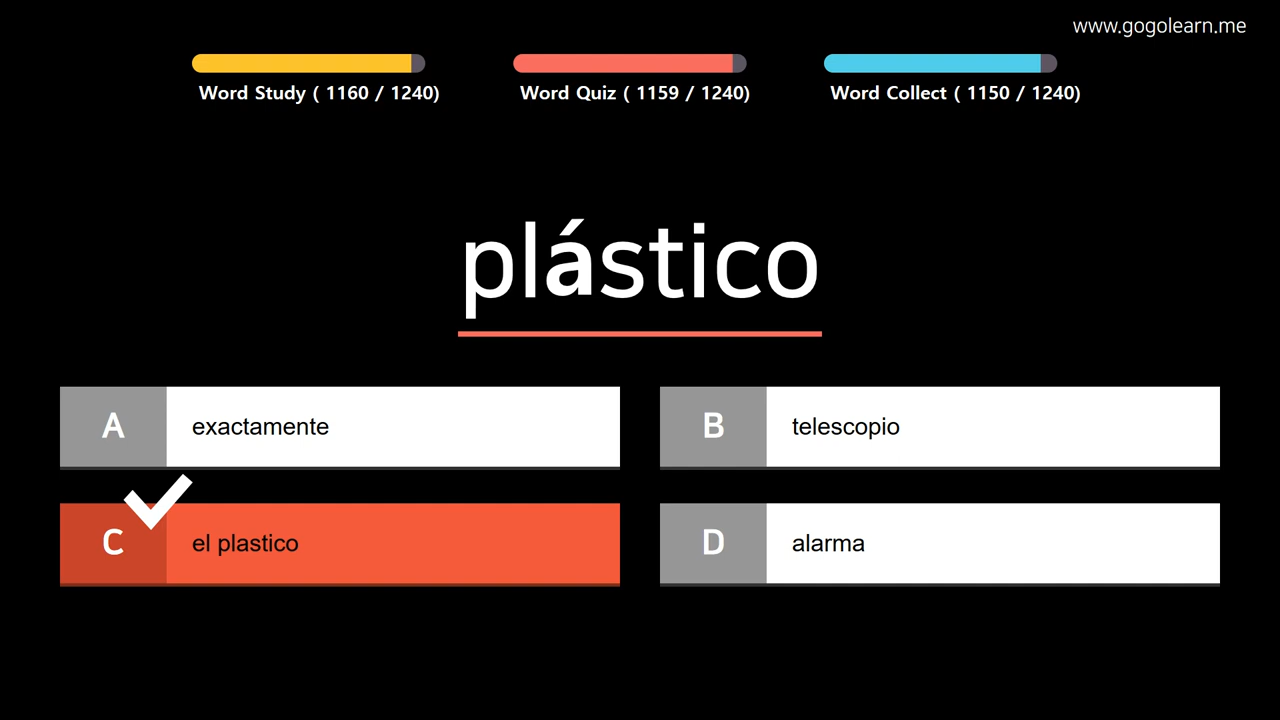 www.gogolearn.me
Word Study ( 1160 / 1240)
Word Quiz ( 1159 / 1240)
Word Collect ( 1150 / 1240)
plástico
A exactamente
B telescopio
C el plastico
D alarma